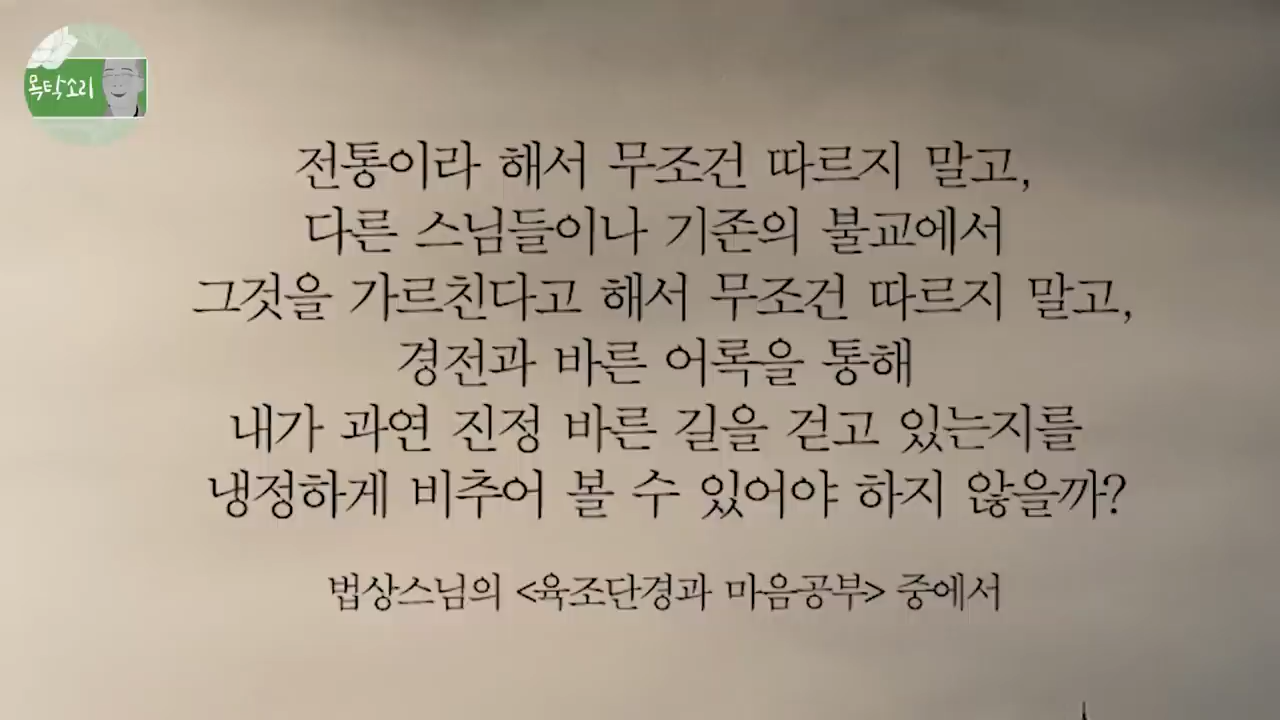 목탁소리
전통이라 해서 무조건 따르지 말고,
다른 스님들이나 기존의 불교에서
그것을 가르친다고 해서 무조건 따르지 말고,
경전과 바른 어록을 통해
내가 과연 진정 바른 길을 걷고 있는지를
냉정하게 비추어 볼 수 있어야 하지 않을까?
법상스님의 <육조단경과 마음공부> 중에서